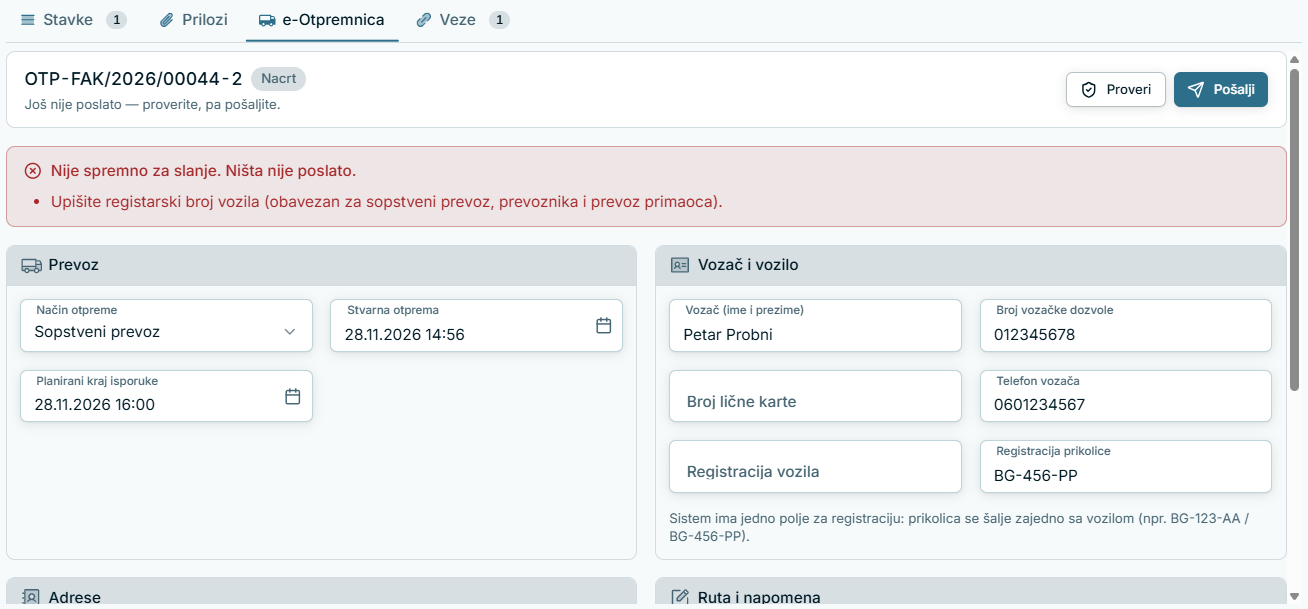 Stavke 1 Prilozi e-Otpremnica Veze 1
OTP-FAK/2026/00044-2 Nacrt
Još nije poslato — proverite, pa pošaljite.
Proveri Pošalji
Nije spremno za slanje. Ništa nije poslato.
• Upišite registarski broj vozila (obavezan za sopstveni prevoz, prevoznika i prevoz primaoca).
Prevoz
Način otpreme
Sopstveni prevoz
Stvarna otprema
28.11.2026 14:56
Planirani kraj isporuke
28.11.2026 16:00
Vozač i vozilo
Vozač (ime i prezime)
Petar Probni
Broj vozačke dozvole
012345678
Broj lične karte
Telefon vozača
0601234567
Registracija vozila
Registracija prikolice
BG-456-PP
Sistem ima jedno polje za registraciju: prikolica se šalje zajedno sa vozilom (npr. BG-123-AA /
BG-456-PP).
Adrese
Ruta i napomena